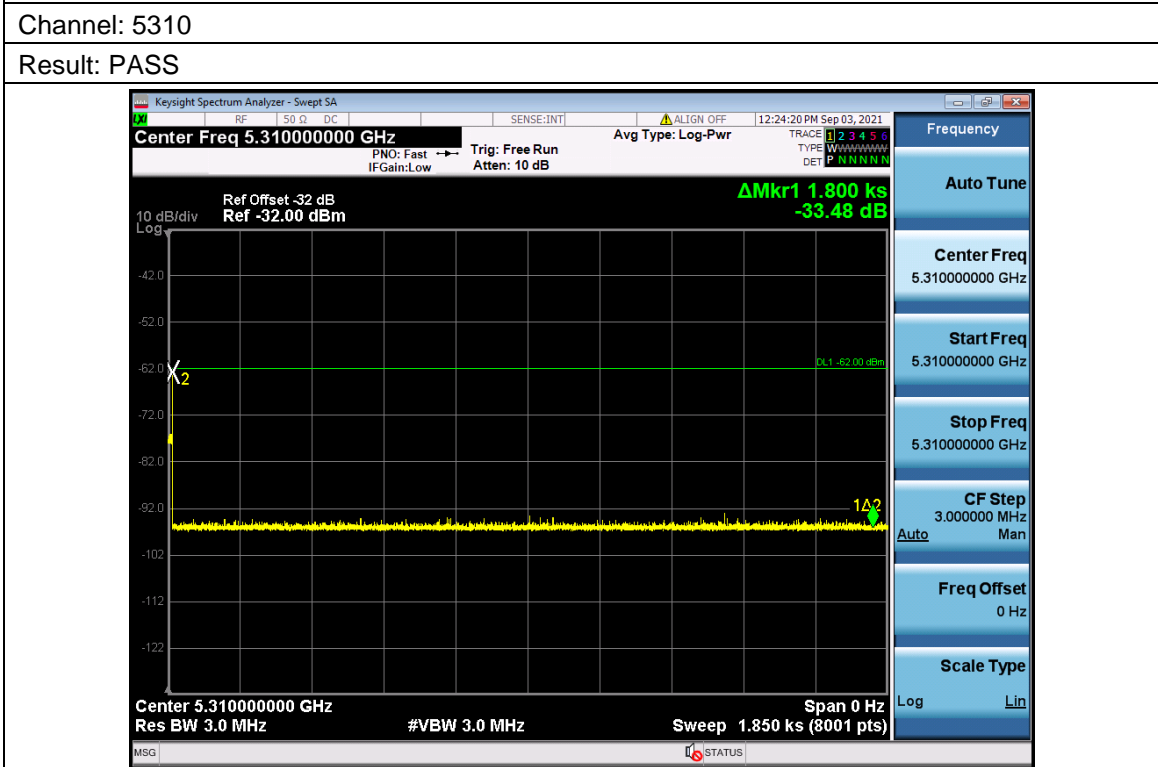 Channel: 5310
Result: PASS
Keysight Spectrum Analyzer - Swept SA
LXI RF 50 Ω DC SENSE:INT ALIGN OFF 12:24:20 PM Sep 03, 2021
Center Freq 5.310000000 GHz
PNO: Fast
IFGain:Low
Trig: Free Run
Atten: 10 dB
Avg Type: Log-Pwr
TRACE 1 2 3 4 5 6
TYPE WWWWWW
DET P N N N N N
Ref Offset -32 dB
10 dB/div Ref -32.00 dBm
Log
ΔMkr1 1.800 ks
-33.48 dB
-42.0
-52.0
-62.0
-72.0
-82.0
-92.0
-102
-112
-122
DL1 -62.00 dBm
2
1Δ2
Center 5.310000000 GHz Span 0 Hz
Res BW 3.0 MHz #VBW 3.0 MHz Sweep 1.850 ks (8001 pts)
MSG STATUS
Frequency
Auto Tune
Center Freq
5.310000000 GHz
Start Freq
5.310000000 GHz
Stop Freq
5.310000000 GHz
CF Step
3.000000 MHz
Auto Man
Freq Offset
0 Hz
Scale Type
Log Lin